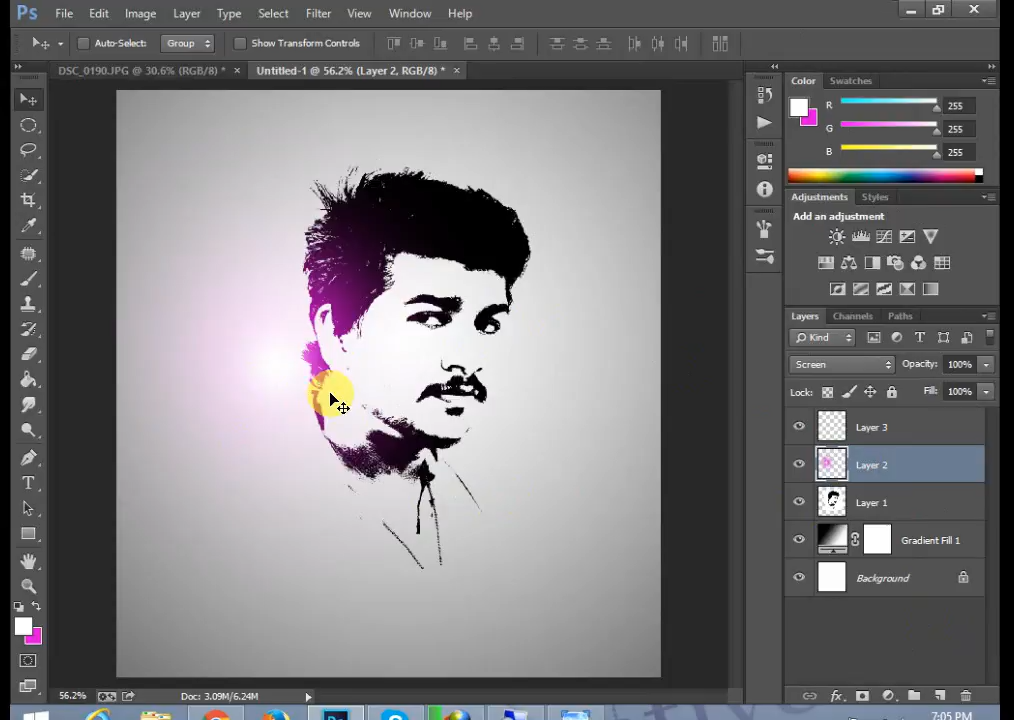 Ps File Edit Image Layer Type Select Filter View Window Help
Auto-Select: Group Show Transform Controls
DSC_0190.JPG @ 30.6% (RGB/8) * × Untitled-1 @ 56.2% (Layer 2, RGB/8) * ×
Color Swatches
R 255
G 255
B 255
Adjustments Styles
Add an adjustment
Layers Channels Paths
Kind
Screen Opacity: 100%
Lock: Fill: 100%
Layer 3
Layer 2
Layer 1
Gradient Fill 1
Background
fx
56.2% Doc: 3.09M/6.24M
Ps
7:05 PM